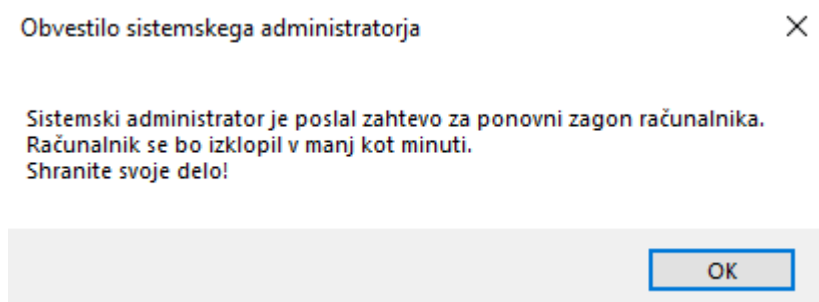 Obvestilo sistemskega administratorja
Sistemski administrator je poslal zahtevo za ponovni zagon računalnika.
Računalnik se bo izklopil v manj kot minuti.
Shranite svoje delo!
OK